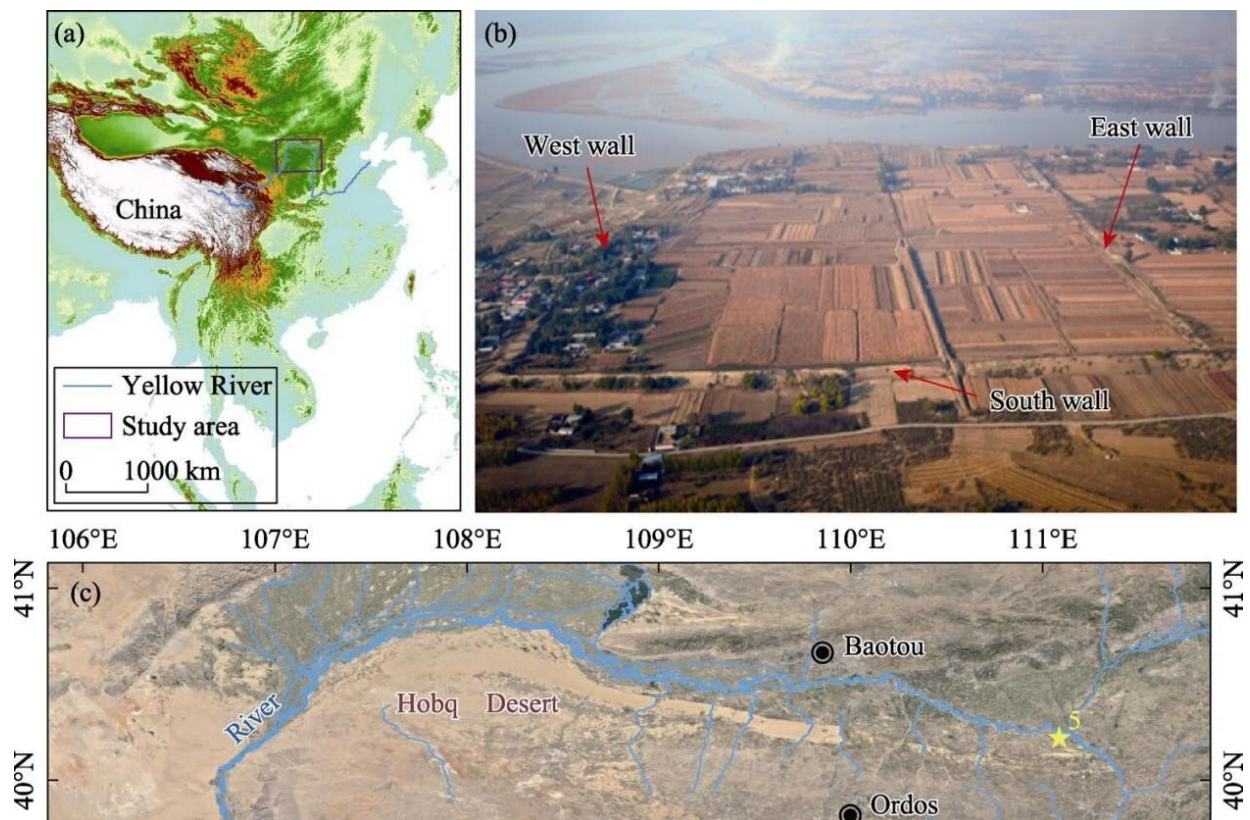 (a)
China
Yellow River
Study area
0 1000 km
(b)
West wall
East wall
South wall
106°E 107°E 108°E 109°E 110°E 111°E
41°N
40°N
(c)
Baotou
Hobq Desert
River
5
Ordos
41°N
40°N